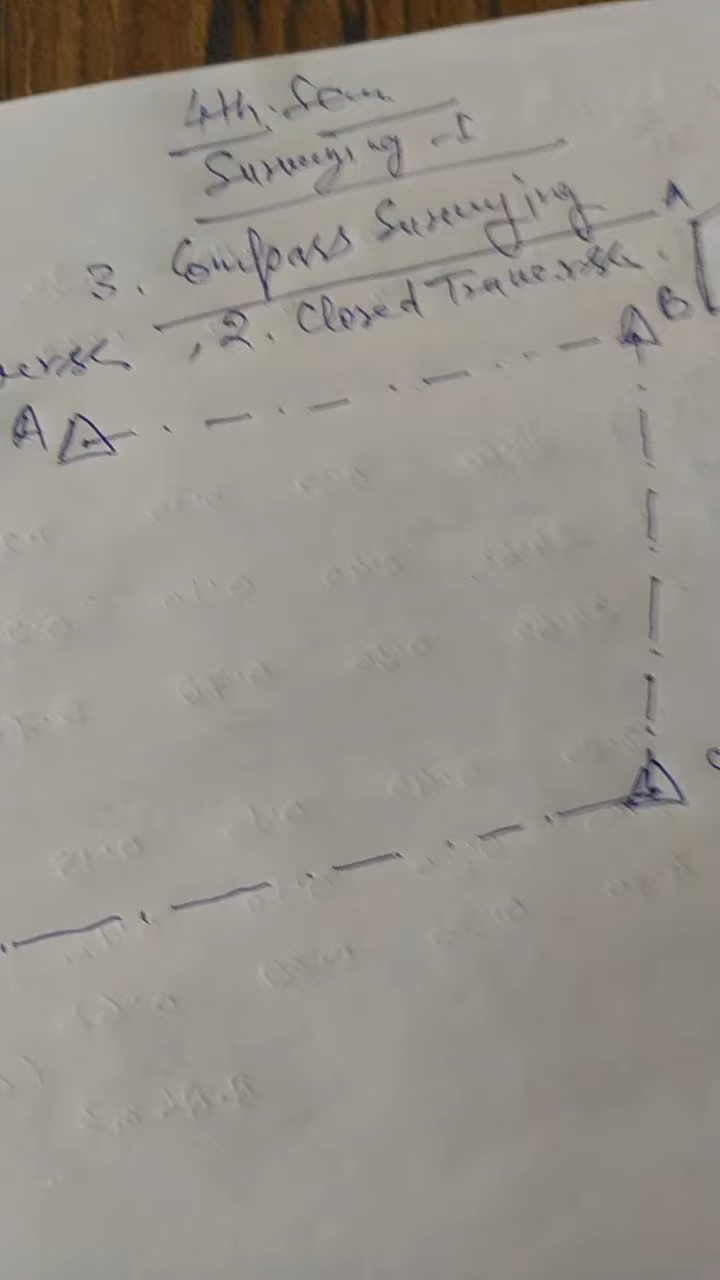 4th. Sem
Surveying - I
3. Compass Surveying
, 2. Closed Traverse.
A
B
A